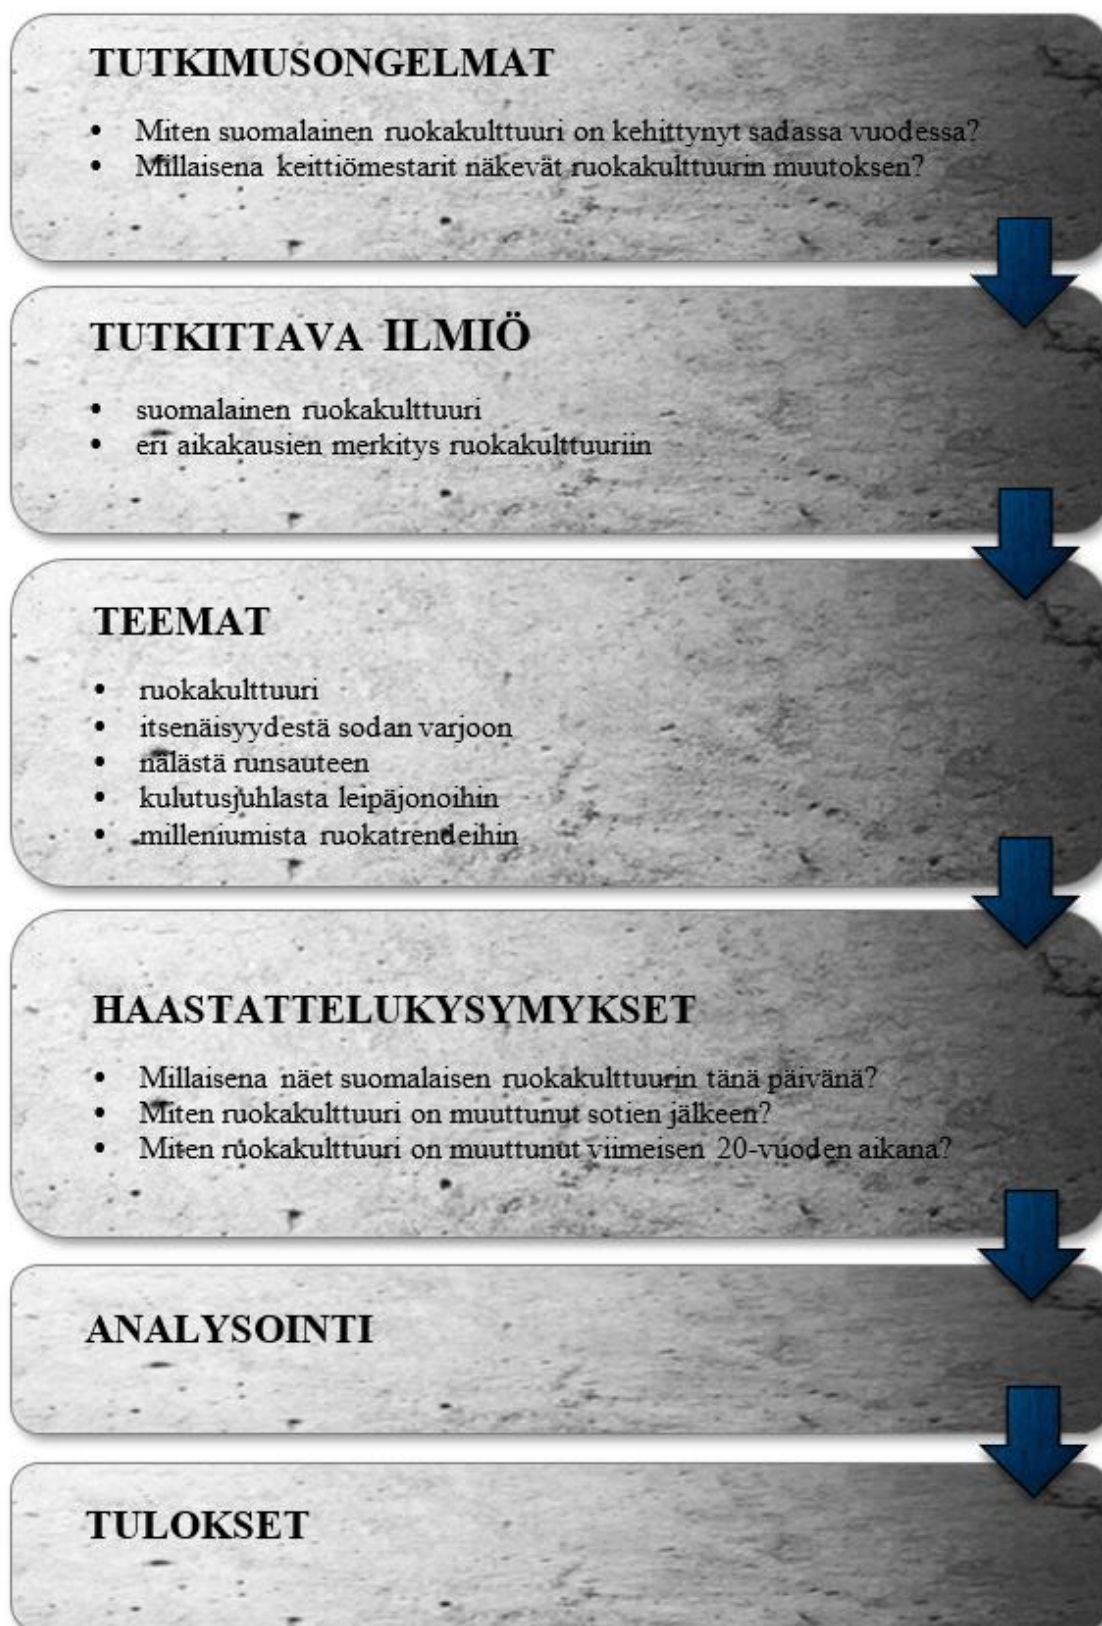 TUTKIMUSONGELMAT
• Miten suomalainen ruokakulttuuri on kehittynyt sadassa vuodessa?
• Millaisena keittiömestarit näkevät ruokakulttuurin muutoksen?
TUTKITTAVA ILMIÖ
• suomalainen ruokakulttuuri
• eri aikakausien merkitys ruokakulttuuriin
TEEMAT
• ruokakulttuuri
• itsenäisyydestä sodan varjoon
• nälästä runsauteen
• kulutusjuhlasta leipäjonoihin
• milleniumista ruokatrendeihin
HAASTATTELUKYSYMYKSET
• Millaisena näet suomalaisen ruokakulttuurin tänä päivänä?
• Miten ruokakulttuuri on muuttunut sotien jälkeen?
• Miten ruokakulttuuri on muuttunut viimeisen 20-vuoden aikana?
ANALYSOINTI
TULOKSET